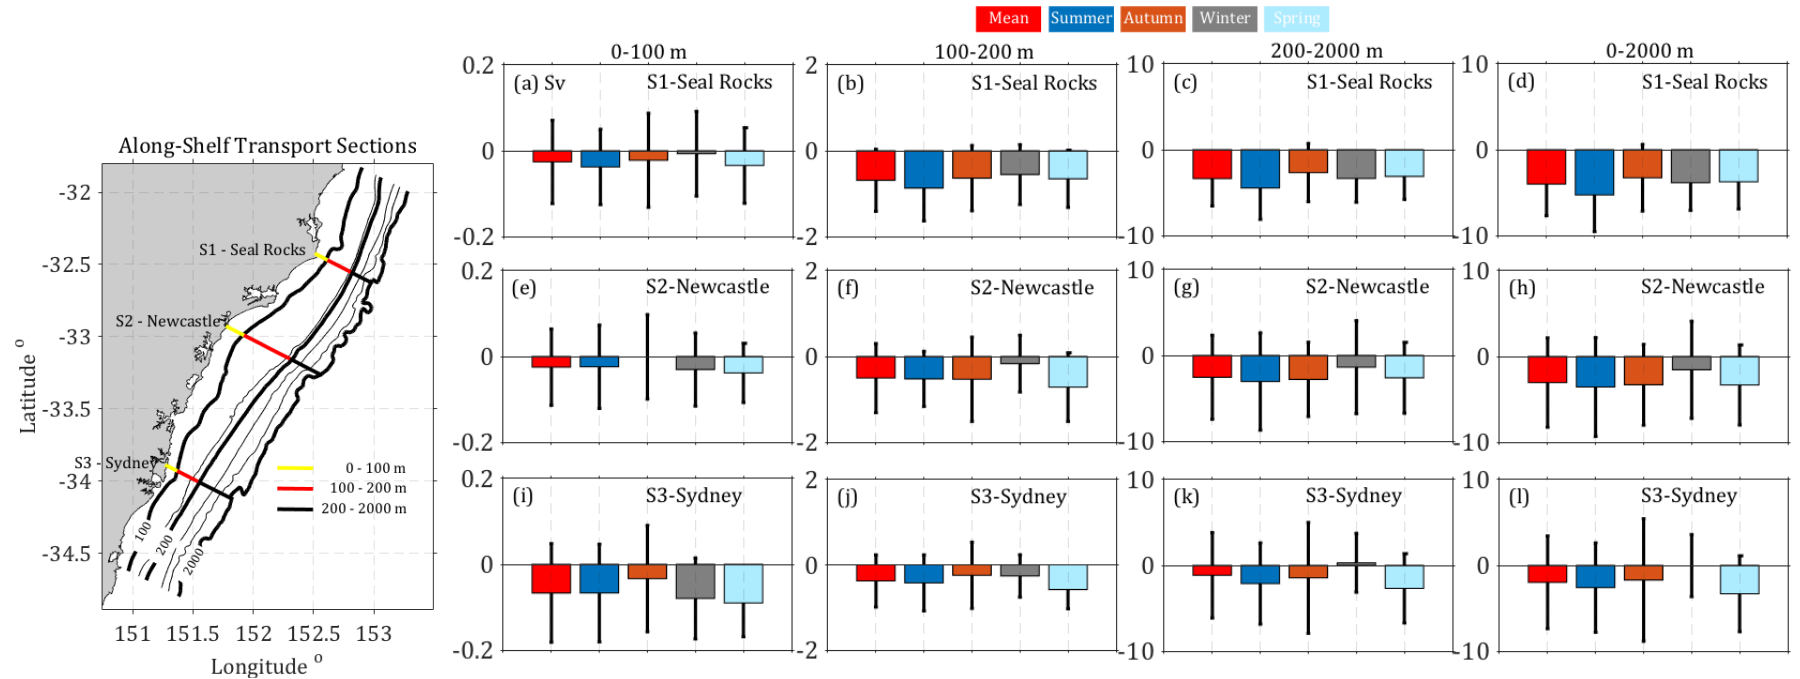 Mean Summer Autumn Winter Spring
0-100 m 100-200 m 200-2000 m 0-2000 m
Along-Shelf Transport Sections
-32
-32.5
-33
-33.5
-34
-34.5
Latitude o
151 151.5 152 152.5 153
Longitude o
S1 - Seal Rocks
S2 - Newcastle
S3 - Sydney
0 - 100 m
100 - 200 m
200 - 2000 m
100
200
2000
0.2
0
-0.2
(a) Sv S1-Seal Rocks
2
0
-2
(b) S1-Seal Rocks
10
0
-10
(c) S1-Seal Rocks
10
0
-10
(d) S1-Seal Rocks
0.2
0
-0.2
(e) S2-Newcastle
2
0
-2
(f) S2-Newcastle
10
0
-10
(g) S2-Newcastle
10
0
-10
(h) S2-Newcastle
0.2
0
-0.2
(i) S3-Sydney
2
0
-2
(j) S3-Sydney
10
0
-10
(k) S3-Sydney
10
0
-10
(l) S3-Sydney